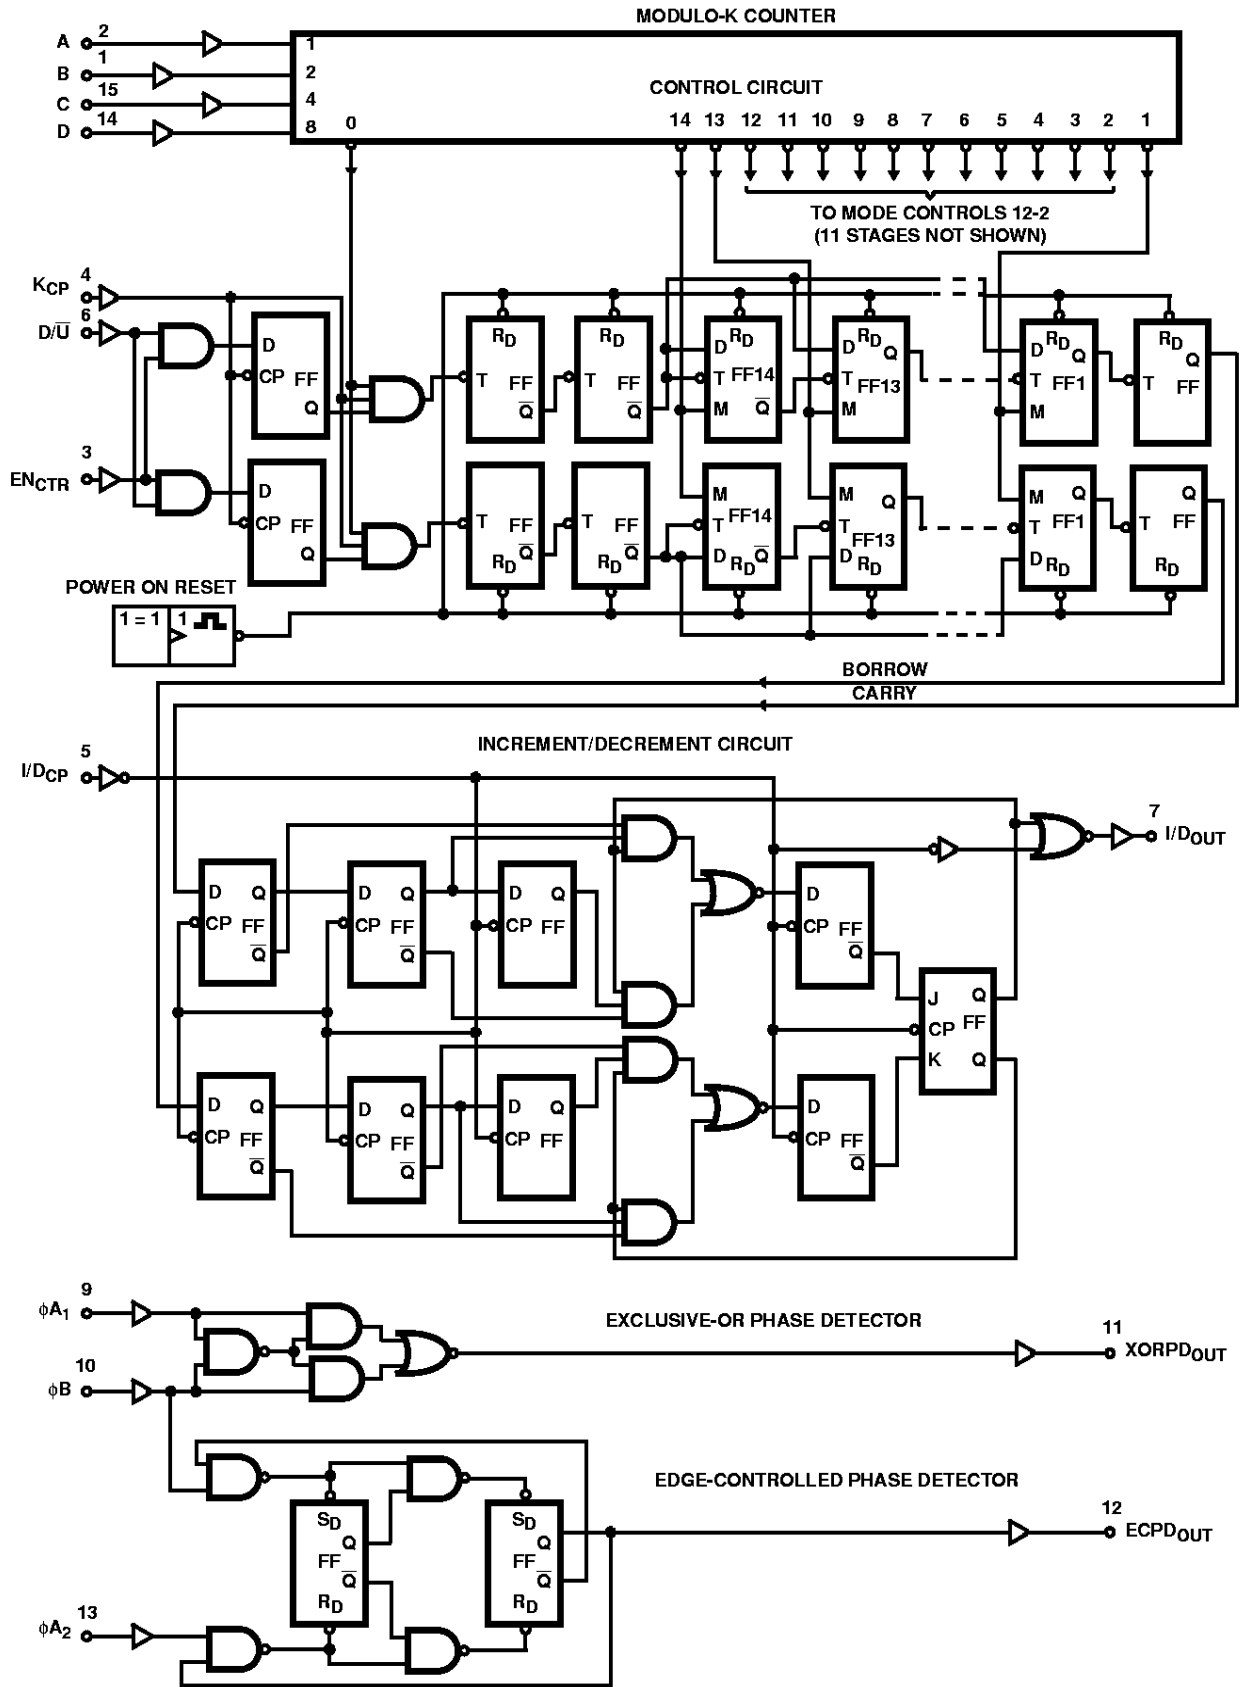 MODULO-K COUNTER
A 2 1
B 1 2
C 15 4
D 14 8
CONTROL CIRCUIT
0 14 13 12 11 10 9 8 7 6 5 4 3 2 1
TO MODE CONTROLS 12-2
(11 STAGES NOT SHOWN)
KCP 4
D/U̅ 6
D CP FF Q
RD T FF Q̅
RD T FF Q̅
D RD T FF14 M Q̅
D RD Q T FF13 M
D RD Q T FF1 M
RD Q T FF
ENCTR 3
D CP FF Q
T FF Q̅ RD
T FF Q̅ RD
M T FF14 D RD Q̅
M Q T FF13 D RD
M Q T FF1 D RD
Q T FF RD
POWER ON RESET
1 = 1 1
BORROW
CARRY
INCREMENT/DECREMENT CIRCUIT
I/DCP 5
7 I/DOUT
D Q CP FF Q̅
D Q CP FF Q̅
D Q CP FF
D CP FF Q̅
J Q CP FF K Q
D Q CP FF Q̅
D Q CP FF Q̅
D Q CP FF
D CP FF Q̅
ϕA1 9
EXCLUSIVE-OR PHASE DETECTOR
11 XORPDOUT
ϕB 10
EDGE-CONTROLLED PHASE DETECTOR
SD Q FF Q̅ RD
SD Q FF Q̅ RD
12 ECPDOUT
ϕA2 13